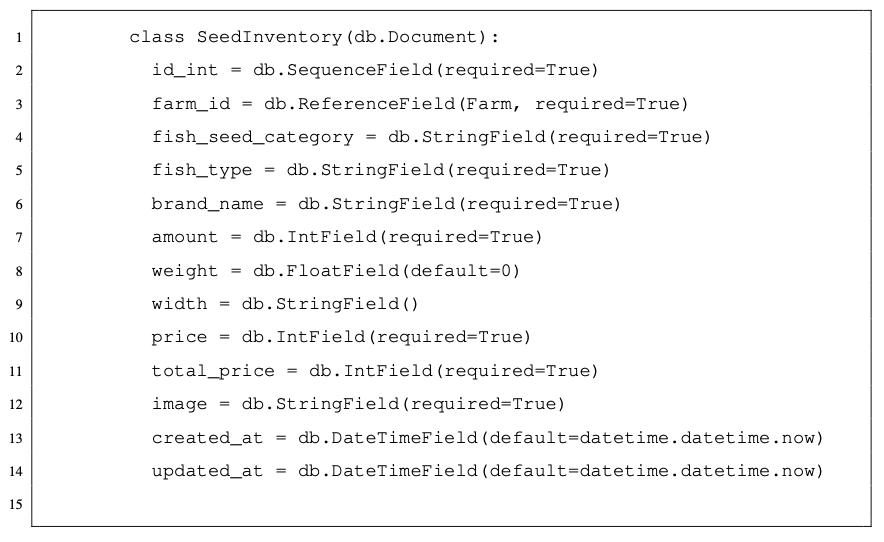 1 class SeedInventory(db.Document):
2 id_int = db.SequenceField(required=True)
3 farm_id = db.ReferenceField(Farm, required=True)
4 fish_seed_category = db.StringField(required=True)
5 fish_type = db.StringField(required=True)
6 brand_name = db.StringField(required=True)
7 amount = db.IntField(required=True)
8 weight = db.FloatField(default=0)
9 width = db.StringField()
10 price = db.IntField(required=True)
11 total_price = db.IntField(required=True)
12 image = db.StringField(required=True)
13 created_at = db.DateTimeField(default=datetime.datetime.now)
14 updated_at = db.DateTimeField(default=datetime.datetime.now)
15